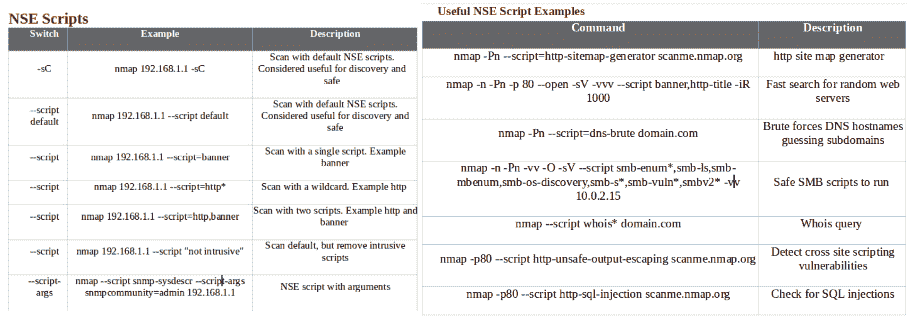 NSE Scripts
Switch Example Description
-sC nmap 192.168.1.1 -sC Scan with default NSE scripts.
Considered useful for discovery and
safe
--script
default
nmap 192.168.1.1 --script default Scan with default NSE scripts.
Considered useful for discovery and
safe
--script nmap 192.168.1.1 --script=banner Scan with a single script. Example
banner
--script nmap 192.168.1.1 --script=http* Scan with a wildcard. Example http
--script nmap 192.168.1.1 --script=http,banner Scan with two scripts. Example http and
banner
--script nmap 192.168.1.1 --script "not intrusive" Scan default, but remove intrusive
scripts
--script-
args
nmap --script snmp-sysdescr --script-args
snmpcommunity=admin 192.168.1.1
NSE script with arguments
Useful NSE Script Examples
Command Description
nmap -Pn --script=http-sitemap-generator scanme.nmap.org http site map generator
nmap -n -Pn -p 80 --open -sV -vvv --script banner,http-title -iR
1000
Fast search for random web
servers
nmap -Pn --script=dns-brute domain.com Brute forces DNS hostnames
guessing subdomains
nmap -n -Pn -vv -O -sV --script smb-enum*,smb-ls,smb-
mbenum,smb-os-discovery,smb-s*,smb-vuln*,smbv2* -vv
10.0.2.15
Safe SMB scripts to run
nmap --script whois* domain.com Whois query
nmap -p80 --script http-unsafe-output-escaping scanme.nmap.org Detect cross site scripting
vulnerabilities
nmap -p80 --script http-sql-injection scanme.nmap.org Check for SQL injections